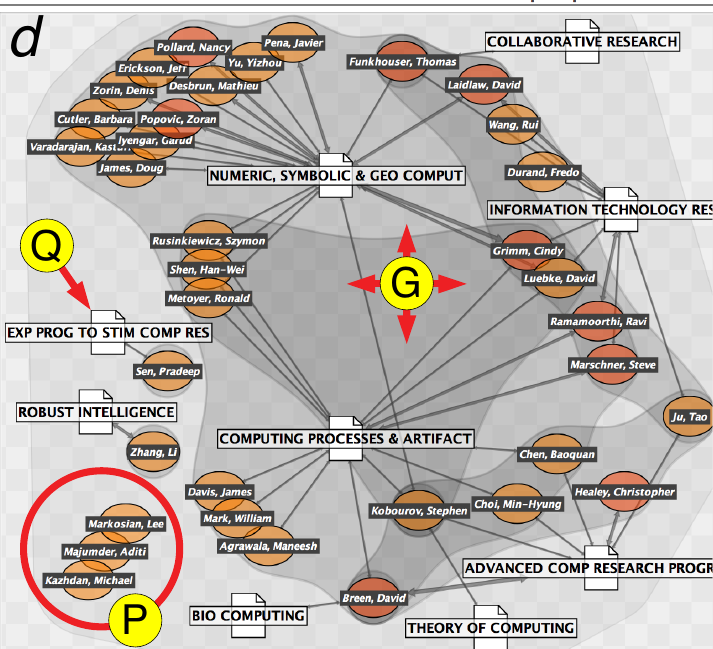 d
Pollard, Nancy
Pena, Javier
COLLABORATIVE RESEARCH
Erickson, Jeff
Yu, Yizhou
Funkhouser, Thomas
Zorin, Denis
Desbrun, Mathieu
Laidlaw, David
Cutler, Barbara
Popovic, Zoran
Wang, Rui
Varadarajan,
Iyengar, Garud
James, Doug
NUMERIC, SYMBOLIC & GEO COMPUT
Durand, Fredo
INFORMATION TECHNOLOGY RES
Rusinkiewicz, Szymon
Q
Grimm, Cindy
Shen, Han-Wei
G
Luebke, David
Metoyer, Ronald
Ramamoorthi, Ravi
EXP PROG TO STIM COMP RES
Sen, Pradeep
Marschner, Steve
ROBUST INTELLIGENCE
Ju, Tao
COMPUTING PROCESSES & ARTIFACT
Zhang, Li
Chen, Baoquan
Davis, James
Healey, Christopher
Choi, Min-Hyung
Kobourov, Stephen
Mark, William
Markosian, Lee
Agrawala, Maneesh
Majumder, Aditi
Kazhdan, Michael
ADVANCED COMP RESEARCH PROGR
Breen, David
P
BIO COMPUTING
THEORY OF COMPUTING